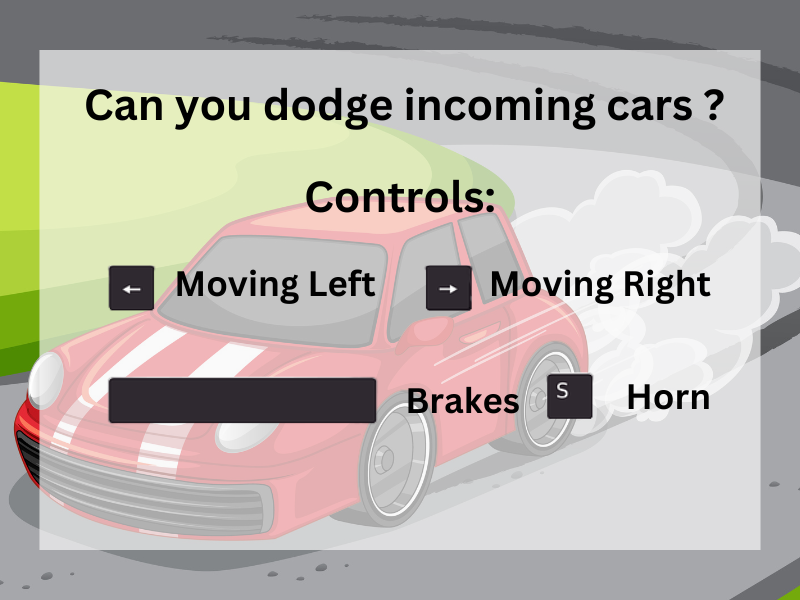 Can you dodge incoming cars ?
Controls:
← Moving Left → Moving Right
Brakes S Horn